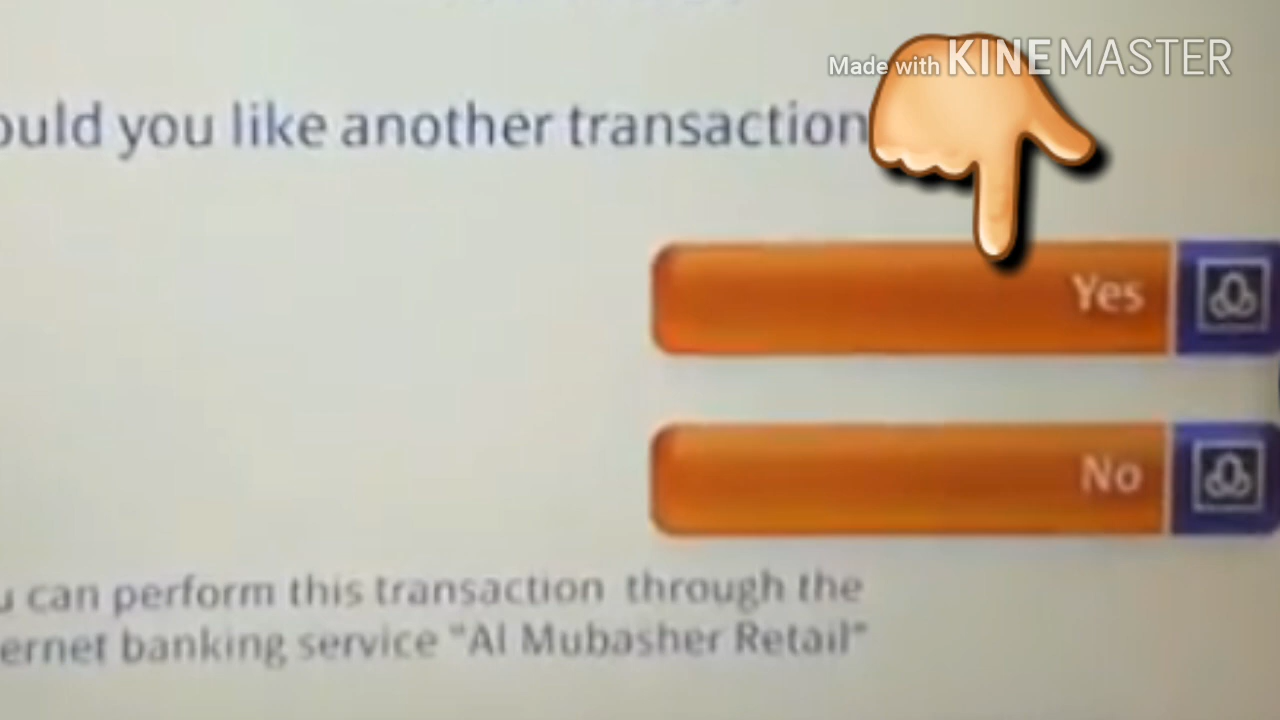 Made with KINEMASTER
ould you like another transaction
Yes
No
u can perform this transaction through the
ernet banking service "Al Mubasher Retail"